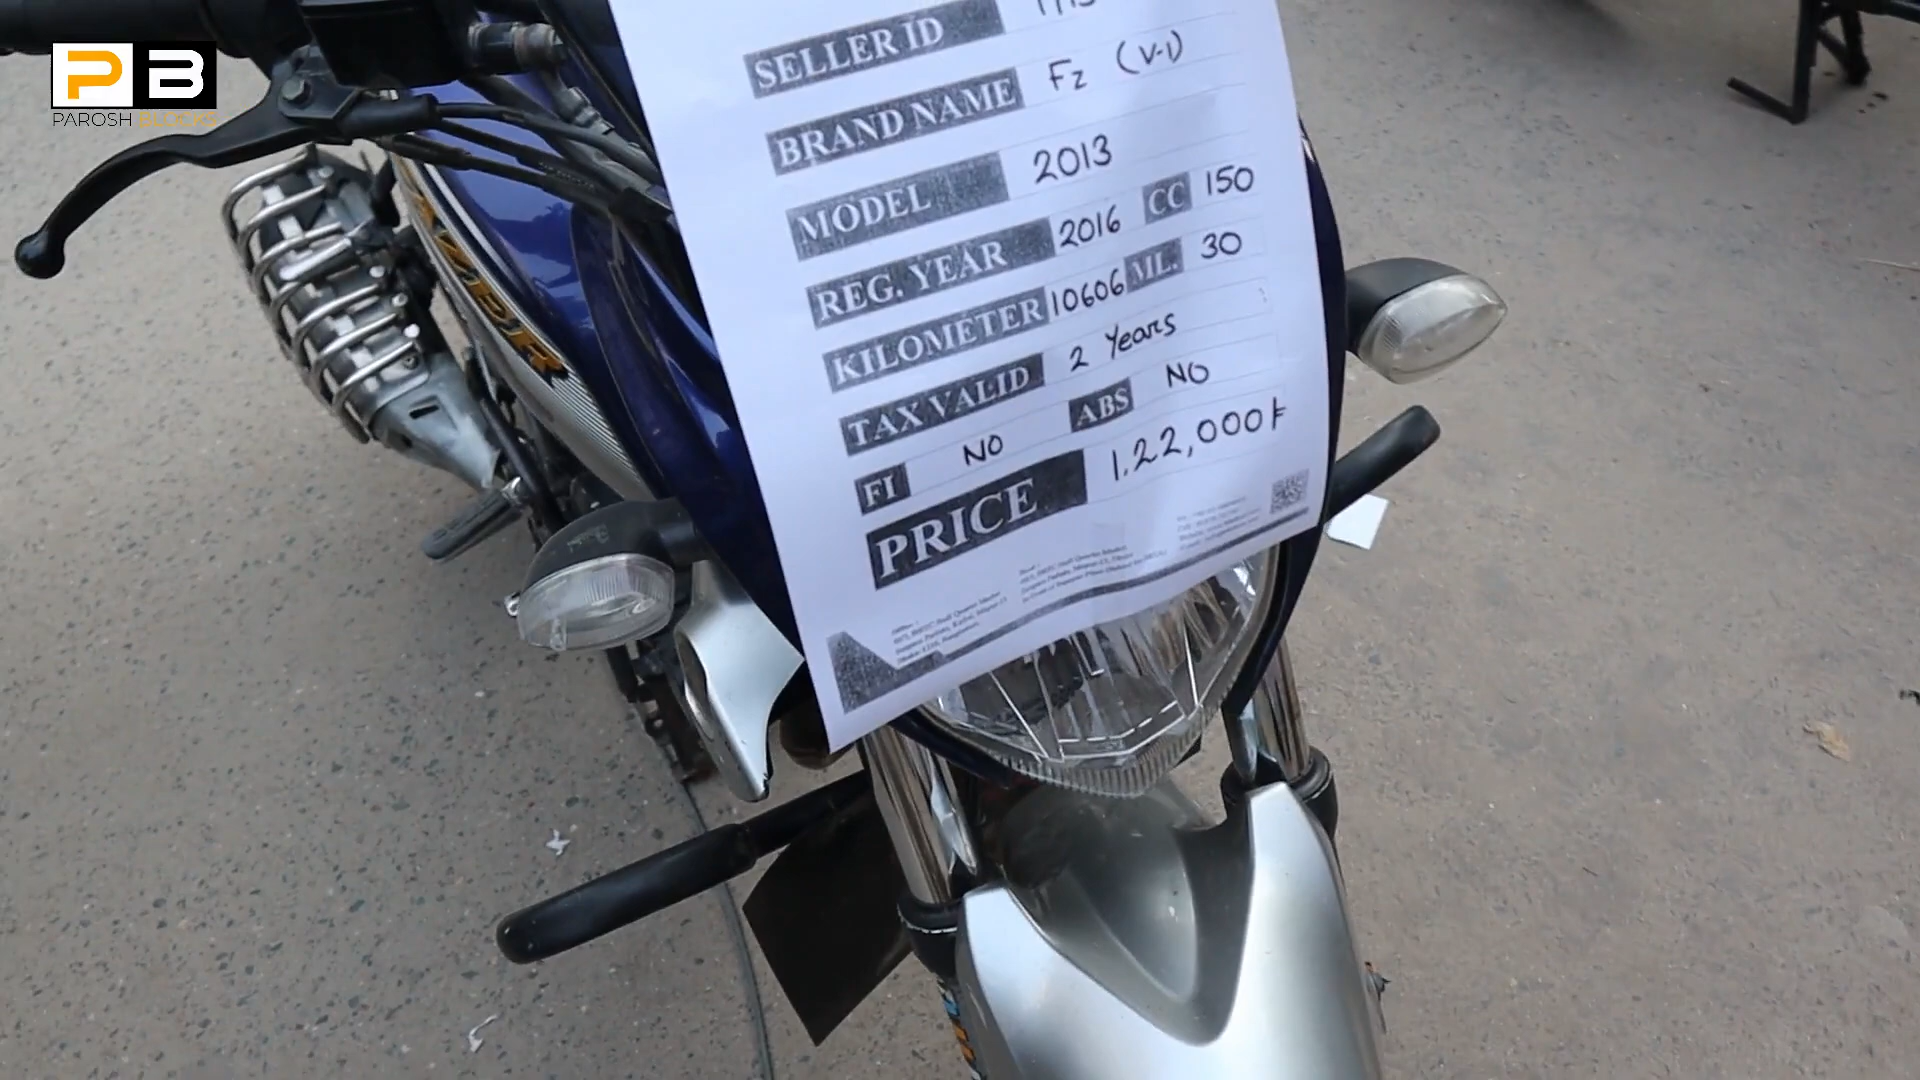 PB
PAROSH BLOCKS
SELLER ID
BRAND NAME Fz (V-1)
MODEL 2013
REG. YEAR 2016 CC 150
KILOMETER 10606 ML. 30
TAX VALID 2 Years
FI NO ABS NO
PRICE 1,22,000/-